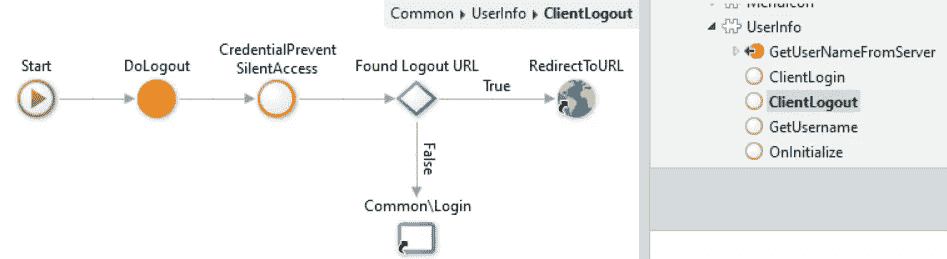 Common ▸ UserInfo ▸ ClientLogout
Start
DoLogout
CredentialPrevent
SilentAccess
Found Logout URL
True
RedirectToURL
False
Common\Login
MenuIcon
UserInfo
GetUserNameFromServer
ClientLogin
ClientLogout
GetUsername
OnInitialize